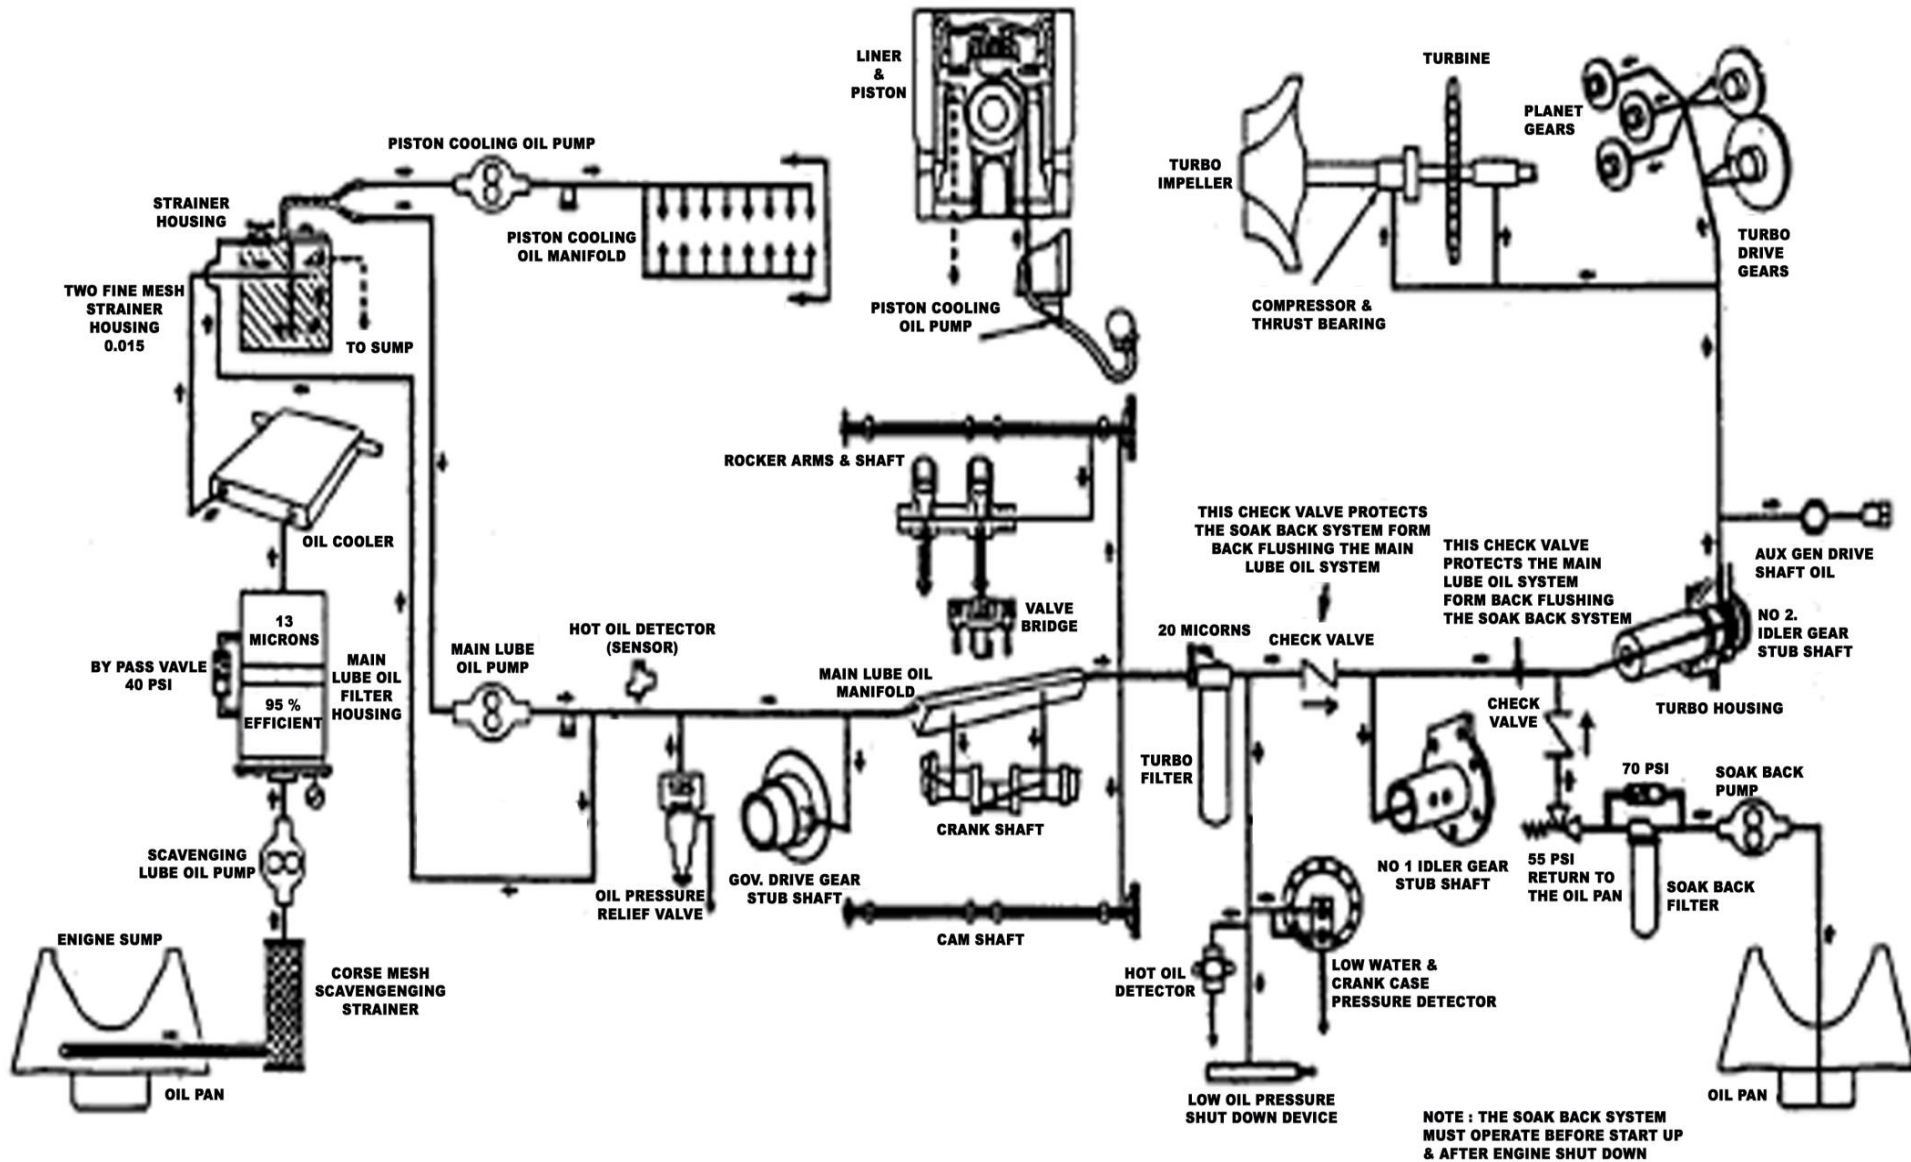 LINER
&
PISTON
TURBINE
PLANET
GEARS
PISTON COOLING OIL PUMP
TURBO
IMPELLER
STRAINER
HOUSING
PISTON COOLING
OIL MANIFOLD
TURBO
DRIVE
GEARS
TWO FINE MESH
STRAINER
HOUSING
0.015
TO SUMP
PISTON COOLING
OIL PUMP
COMPRESSOR &
THRUST BEARING
ROCKER ARMS & SHAFT
OIL COOLER
THIS CHECK VALVE PROTECTS
THE SOAK BACK SYSTEM FORM
BACK FLUSHING THE MAIN
LUBE OIL SYSTEM
THIS CHECK VALVE
PROTECTS THE MAIN
LUBE OIL SYSTEM
FORM BACK FLUSHING
THE SOAK BACK SYSTEM
AUX GEN DRIVE
SHAFT OIL
13
MICRONS
95 %
EFFICIENT
BY PASS VAVLE
40 PSI
MAIN
LUBE OIL
FILTER
HOUSING
MAIN LUBE
OIL PUMP
HOT OIL DETECTOR
(SENSOR)
MAIN LUBE OIL
MANIFOLD
VALVE
BRIDGE
20 MICORNS
CHECK VALVE
NO 2.
IDLER GEAR
STUB SHAFT
CHECK
VALVE
TURBO HOUSING
TURBO
FILTER
70 PSI
SOAK BACK
PUMP
CRANK SHAFT
SCAVENGING
LUBE OIL PUMP
OIL PRESSURE
RELIEF VALVE
GOV. DRIVE GEAR
STUB SHAFT
NO 1 IDLER GEAR
STUB SHAFT
55 PSI
RETURN TO
THE OIL PAN
SOAK BACK
FILTER
CAM SHAFT
ENIGNE SUMP
CORSE MESH
SCAVENGENGING
STRAINER
HOT OIL
DETECTOR
LOW WATER &
CRANK CASE
PRESSURE DETECTOR
OIL PAN
LOW OIL PRESSURE
SHUT DOWN DEVICE
OIL PAN
NOTE : THE SOAK BACK SYSTEM
MUST OPERATE BEFORE START UP
& AFTER ENGINE SHUT DOWN